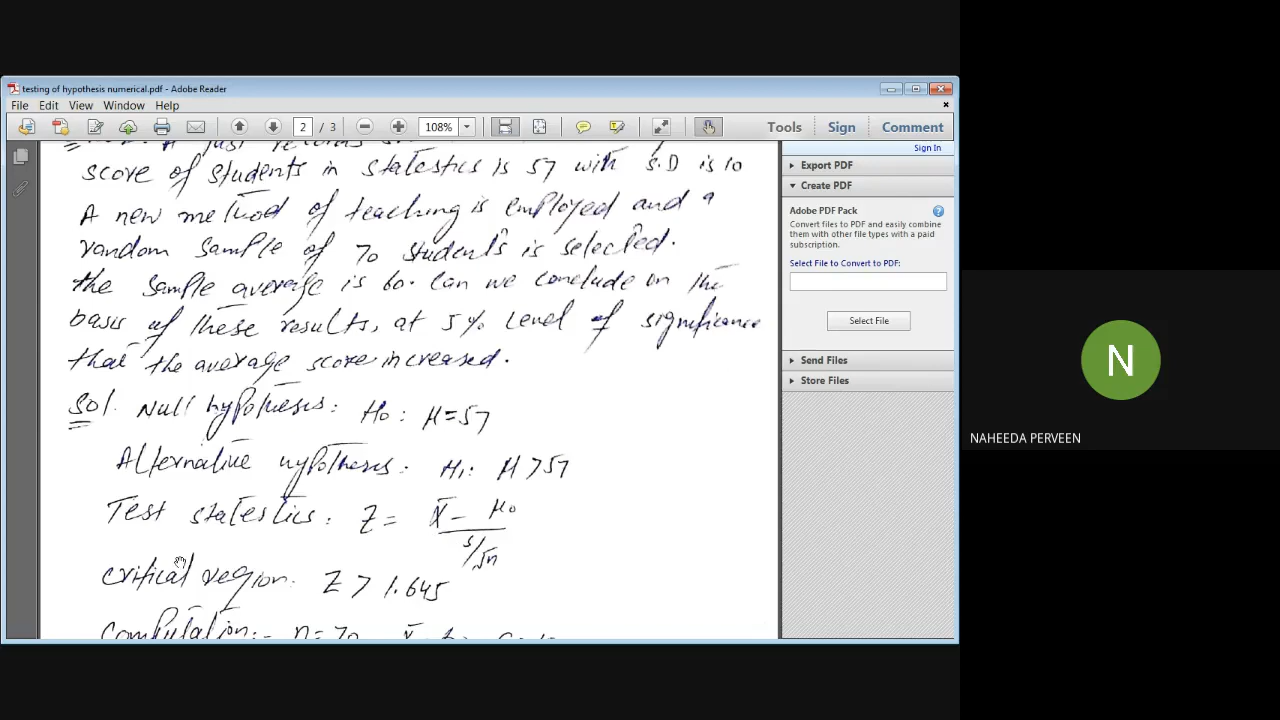 testing of hypothesis numerical.pdf - Adobe Reader
File Edit View Window Help
2 / 3 108% Tools Sign Comment
Sign In
A just
score of students in statestics is 57 with S.D is 10
A new method of teaching is employed and a
random sample of 70 students is selected.
the sample average is 60. Can we conclude on the
basis of these results, at 5% level of significance
that the average score increased.
Sol. Null hypothesis: H0: μ=57
Alternative hypothesis: H1: μ>57
Test statestics: Z= X̄ - μ0
s/√n
Critical region: Z > 1.645
Computation:- n=70
Export PDF
Create PDF
Adobe PDF Pack
Convert files to PDF and easily combine
them with other file types with a paid
subscription.
Select File to Convert to PDF:
Select File
Send Files
Store Files
N
NAHEEDA PERVEEN